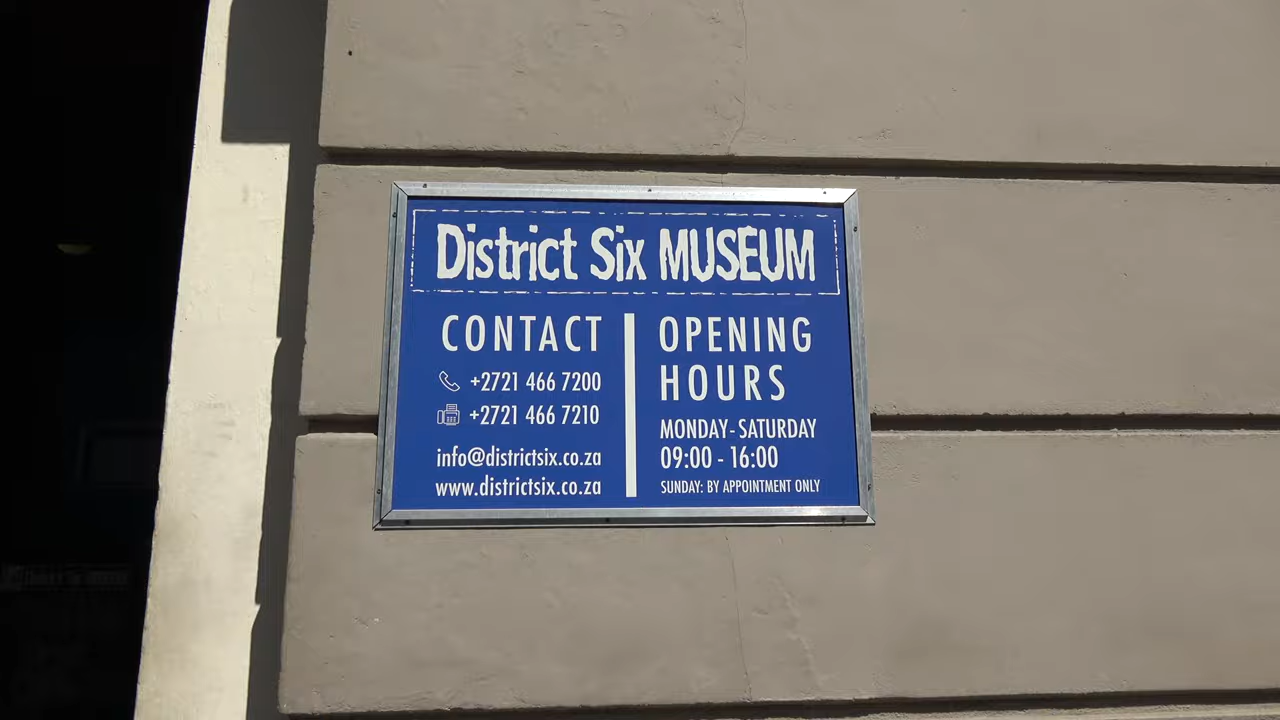 District Six MUSEUM
CONTACT
+2721 466 7200
+2721 466 7210
info@districtsix.co.za
www.districtsix.co.za
OPENING
HOURS
MONDAY-SATURDAY
09:00 - 16:00
SUNDAY: BY APPOINTMENT ONLY